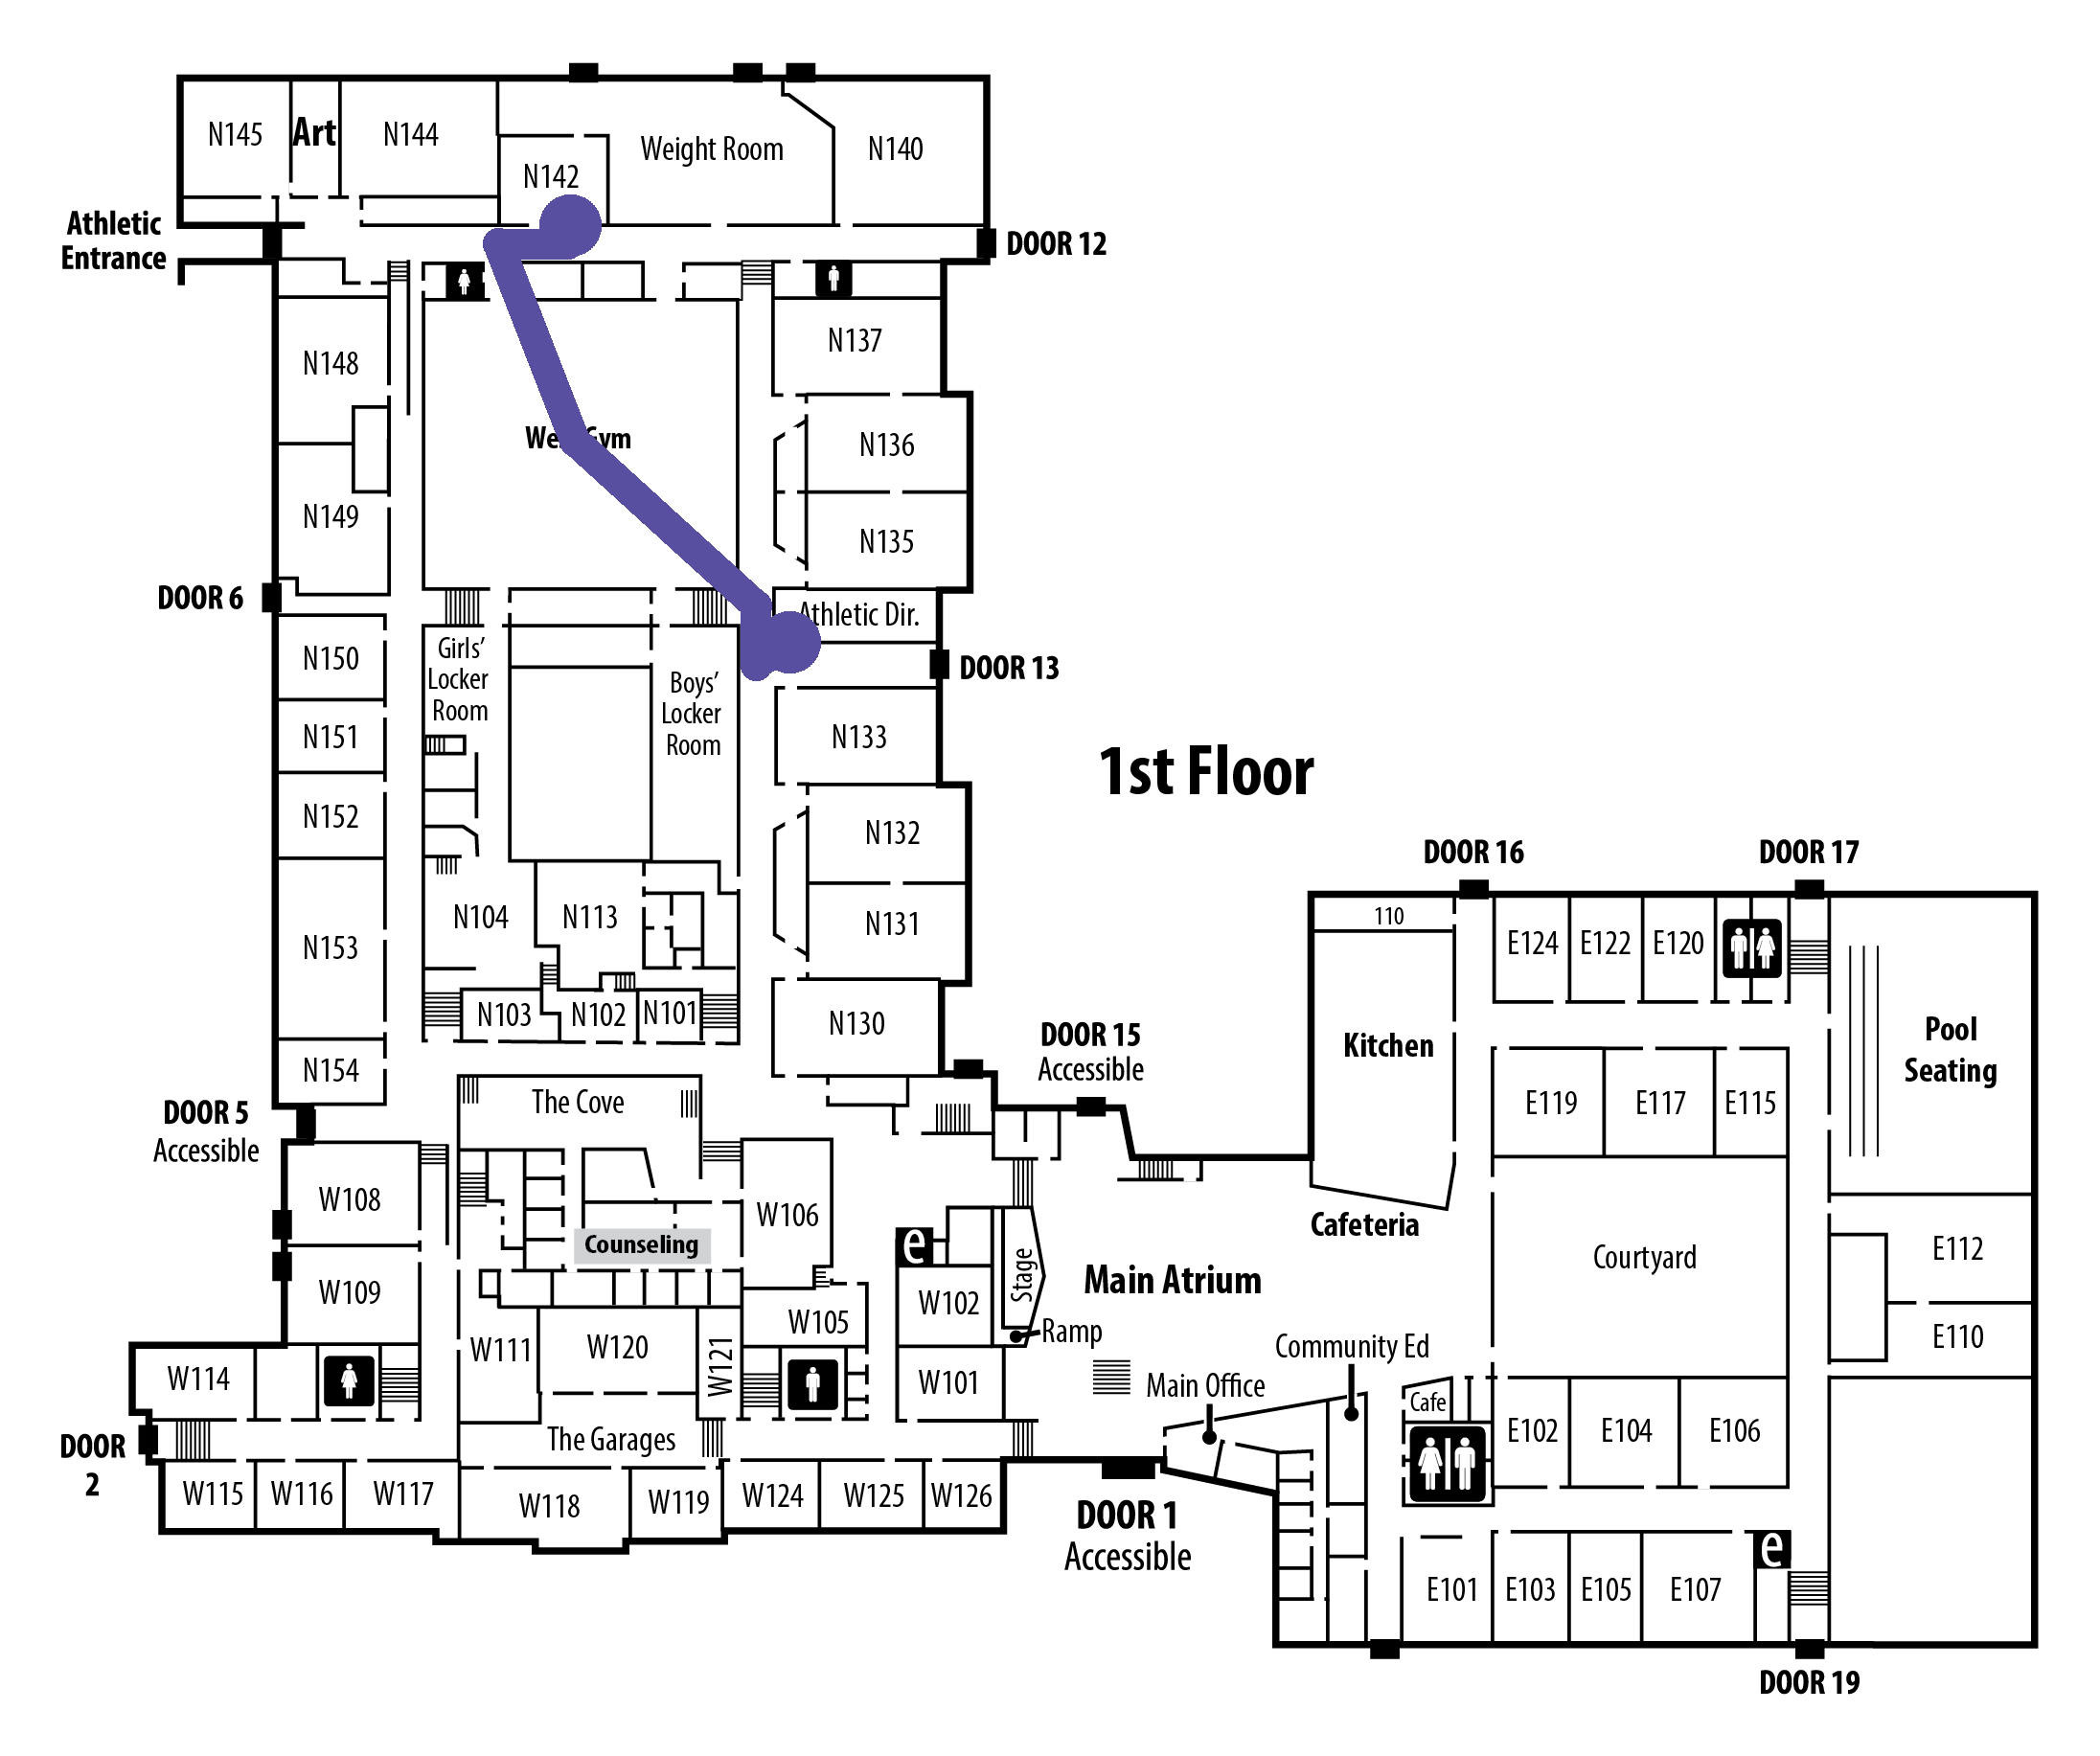 N145
Art
N144
N142
Weight Room
N140
Athletic
Entrance
DOOR 12
N148
N137
N136
N149
N135
DOOR 6
Dir.
N150
Girls'
Locker
Room
Boys'
Locker
Room
DOOR 13
N151
N133
1st Floor
N152
N132
DOOR 16
DOOR 17
N153
N104
N113
N131
110
E124
E122
E120
N103
N102
N101
N130
DOOR 15
Accessible
Kitchen
Pool
Seating
N154
The Cove
E119
E117
E115
DOOR 5
Accessible
W108
W106
Counseling
e
Stage
Cafeteria
Courtyard
E112
Main Atrium
W109
W102
W105
Ramp
E110
W111
W120
W121
Community Ed
W114
W101
Main Office
Cafe
E102
E104
E106
The Garages
DOOR
2
W115
W116
W117
W118
W119
W124
W125
W126
DOOR 1
Accessible
e
E101
E103
E105
E107
DOOR 19